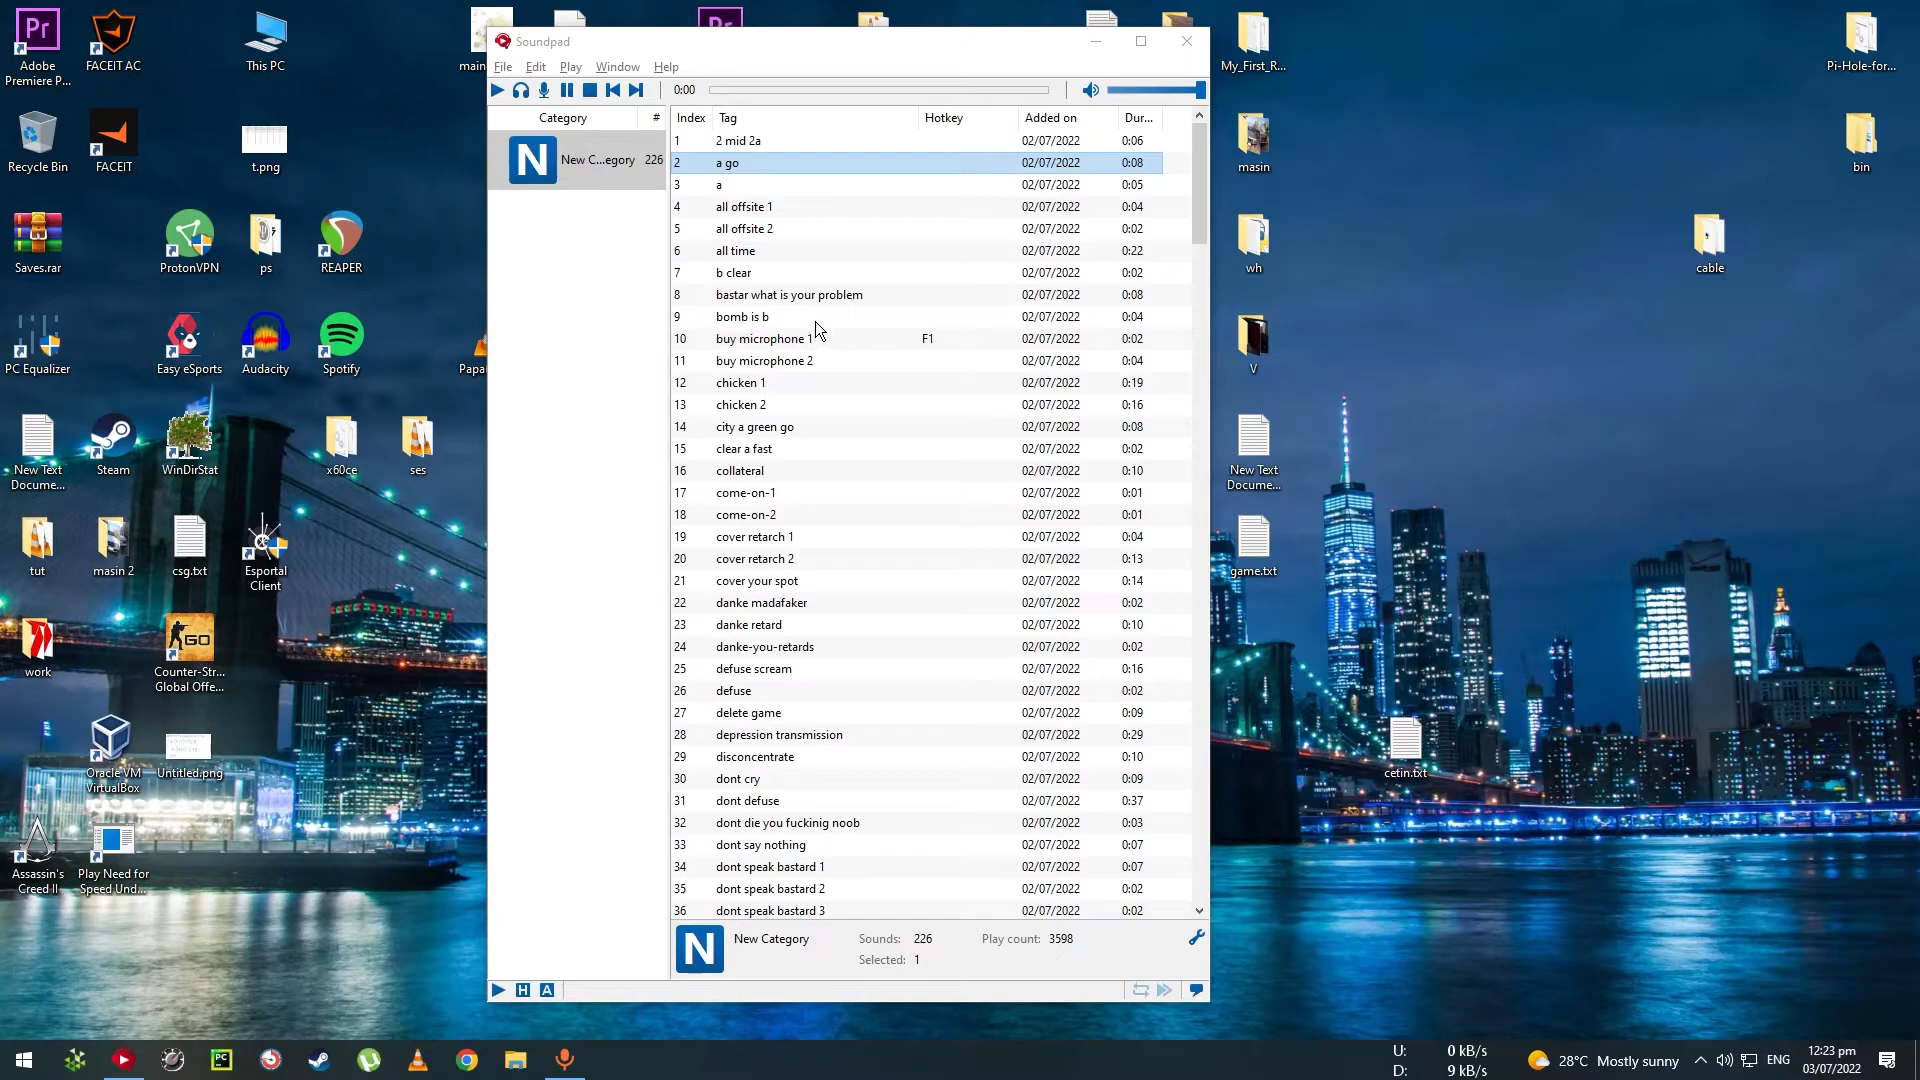 Soundpad
File Edit Play Window Help
0:00
Category #
New C...egory 226
Index Tag Hotkey Added on Dur...
1 2 mid 2a 02/07/2022 0:06
2 a go 02/07/2022 0:08
3 a 02/07/2022 0:05
4 all offsite 1 02/07/2022 0:04
5 all offsite 2 02/07/2022 0:02
6 all time 02/07/2022 0:22
7 b clear 02/07/2022 0:02
8 bastar what is your problem 02/07/2022 0:08
9 bomb is b 02/07/2022 0:04
10 buy microphone 1 F1 02/07/2022 0:02
11 buy microphone 2 02/07/2022 0:04
12 chicken 1 02/07/2022 0:19
13 chicken 2 02/07/2022 0:16
14 city a green go 02/07/2022 0:08
15 clear a fast 02/07/2022 0:02
16 collateral 02/07/2022 0:10
17 come-on-1 02/07/2022 0:01
18 come-on-2 02/07/2022 0:01
19 cover retarch 1 02/07/2022 0:04
20 cover retarch 2 02/07/2022 0:13
21 cover your spot 02/07/2022 0:14
22 danke madafaker 02/07/2022 0:02
23 danke retard 02/07/2022 0:10
24 danke-you-retards 02/07/2022 0:02
25 defuse scream 02/07/2022 0:16
26 defuse 02/07/2022 0:02
27 delete game 02/07/2022 0:09
28 depression transmission 02/07/2022 0:29
29 disconcentrate 02/07/2022 0:10
30 dont cry 02/07/2022 0:09
31 dont defuse 02/07/2022 0:37
32 dont die you fuckinig noob 02/07/2022 0:03
33 dont say nothing 02/07/2022 0:07
34 dont speak bastard 1 02/07/2022 0:07
35 dont speak bastard 2 02/07/2022 0:02
36 dont speak bastard 3 02/07/2022 0:02
N
New Category Sounds: 226 Play count: 3598
Selected: 1
H A
Pr
Adobe
Premiere P...
FACEIT AC
This PC
main
Recycle Bin
FACEIT
t.png
Saves.rar
ProtonVPN
ps
REAPER
PC Equalizer
Easy eSports
Audacity
Spotify
Papa
New Text
Docume...
Steam
WinDirStat
x60ce
ses
tut
masin 2
csg.txt
Esportal
Client
work
GO
Counter-Str...
Global Offe...
Oracle VM
VirtualBox
Untitled.png
Assassin's
Creed II
Play Need for
Speed Und...
Pr
My_First_R...
Pi-Hole-for...
masin
bin
wh
cable
V
New Text
Docume...
game.txt
cetin.txt
PC
U: 0 kB/s
D: 9 kB/s
28°C Mostly sunny
ENG
12:23 pm
03/07/2022